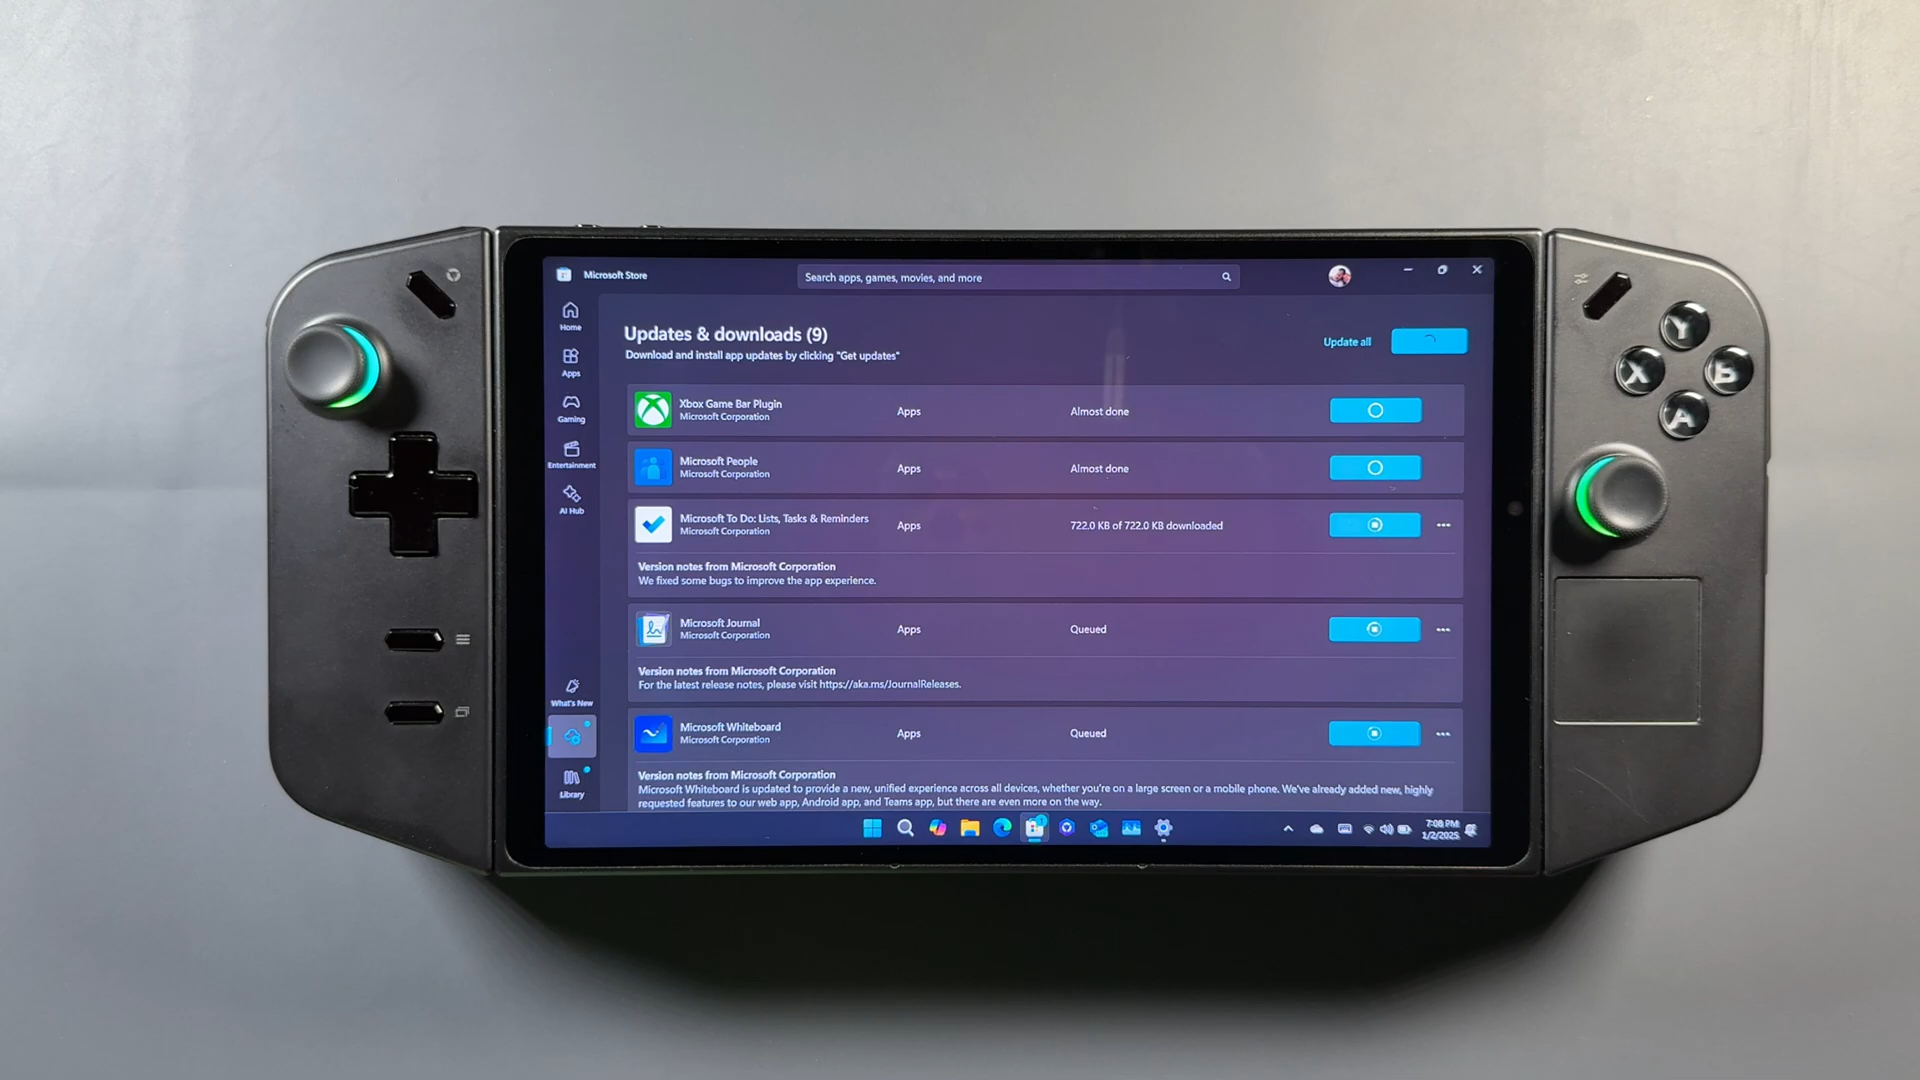 Microsoft Store
Search apps, games, movies, and more
Home
Apps
Gaming
Entertainment
AI Hub
What's New
Library
Updates & downloads (9)
Download and install app updates by clicking "Get updates"
Update all
Xbox Game Bar Plugin
Microsoft Corporation
Apps
Almost done
Microsoft People
Microsoft Corporation
Apps
Almost done
Microsoft To Do: Lists, Tasks & Reminders
Microsoft Corporation
Apps
722.0 KB of 722.0 KB downloaded
Version notes from Microsoft Corporation
We fixed some bugs to improve the app experience.
Microsoft Journal
Microsoft Corporation
Apps
Queued
Version notes from Microsoft Corporation
For the latest release notes, please visit https://aka.ms/JournalReleases.
Microsoft Whiteboard
Microsoft Corporation
Apps
Queued
Version notes from Microsoft Corporation
Microsoft Whiteboard is updated to provide a new, unified experience across all devices, whether you're on a large screen or a mobile phone. We've already added new, highly
requested features to our web app, Android app, and Teams app, but there are even more on the way.
7:08 PM
1/2/2025
Y
X
B
A